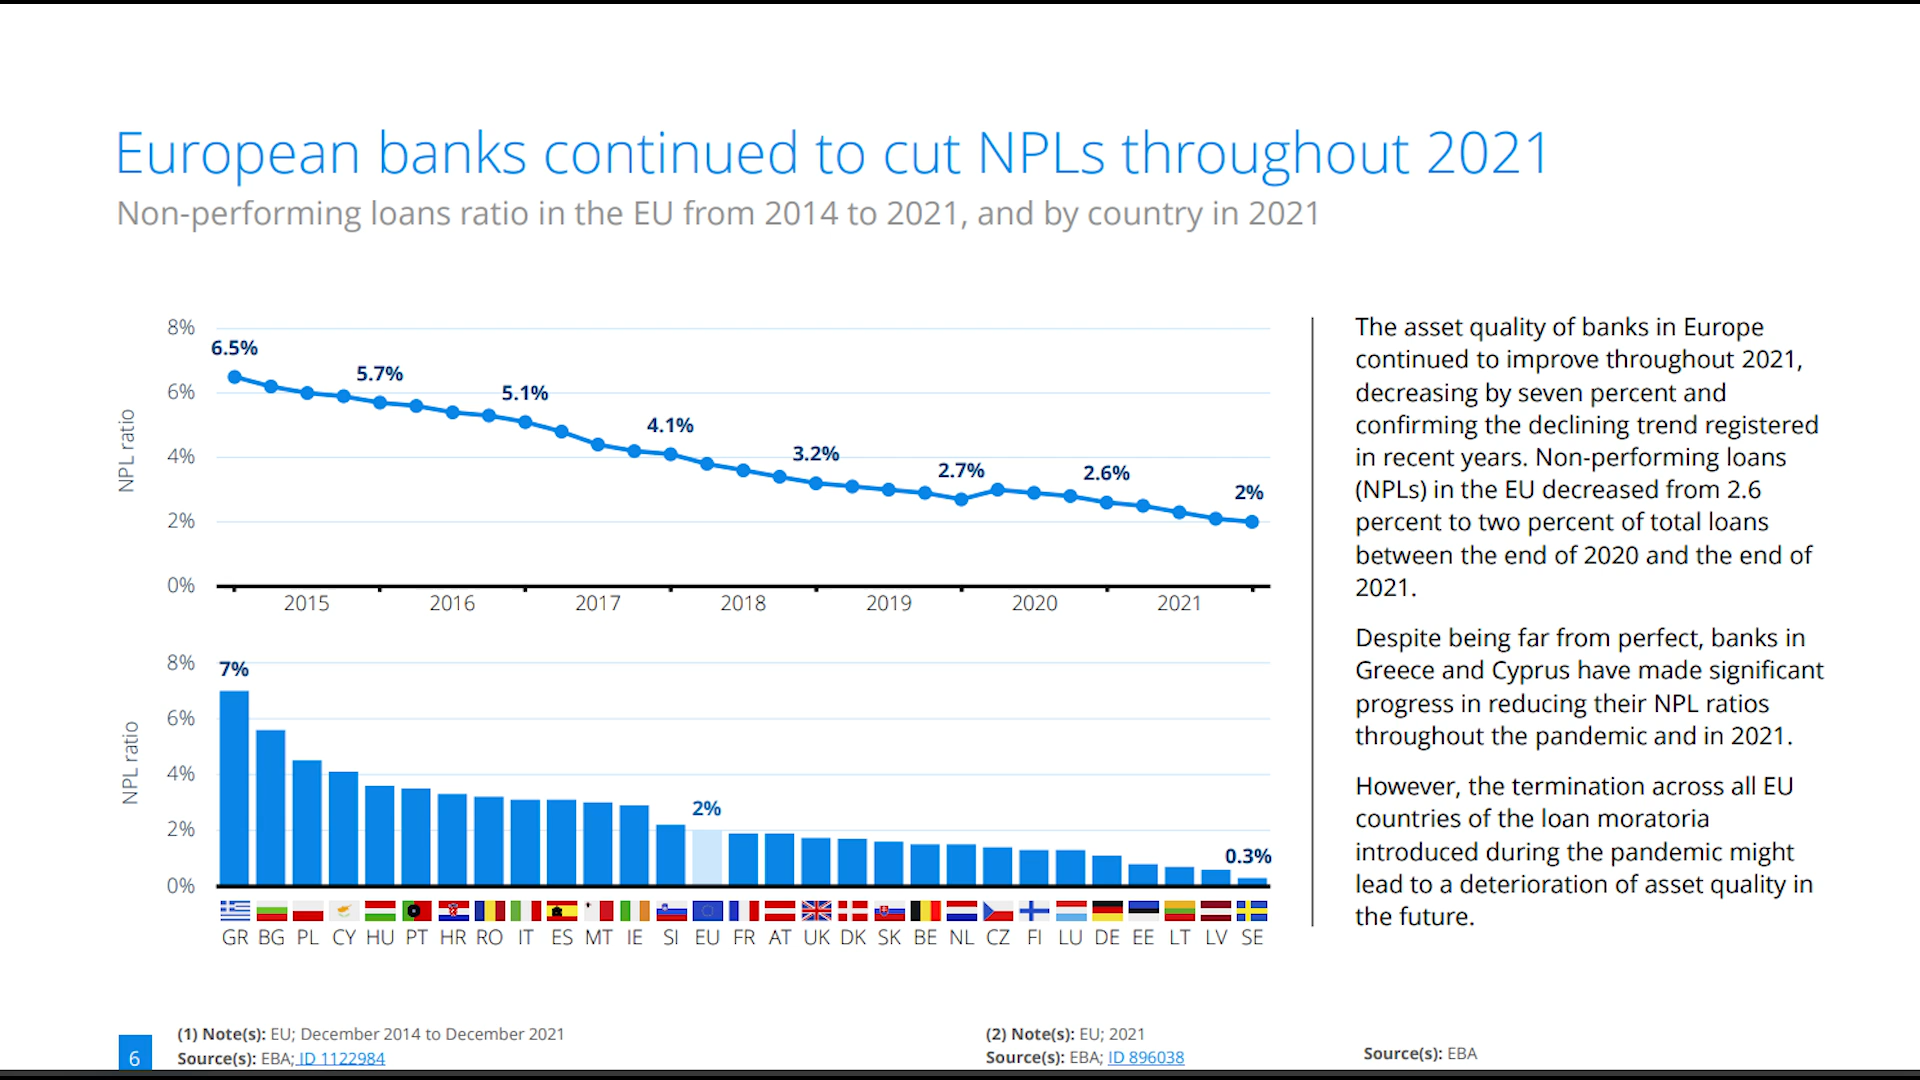 European banks continued to cut NPLs throughout 2021
Non-performing loans ratio in the EU from 2014 to 2021, and by country in 2021
NPL ratio
8%
6%
4%
2%
0%
6.5%
5.7%
5.1%
4.1%
3.2%
2.7%
2.6%
2%
2015 2016 2017 2018 2019 2020 2021
NPL ratio
8%
6%
4%
2%
0%
7%
2%
0.3%
GR BG PL CY HU PT HR RO IT ES MT IE SI EU FR AT UK DK SK BE NL CZ FI LU DE EE LT LV SE
The asset quality of banks in Europe
continued to improve throughout 2021,
decreasing by seven percent and
confirming the declining trend registered
in recent years. Non-performing loans
(NPLs) in the EU decreased from 2.6
percent to two percent of total loans
between the end of 2020 and the end of
2021.
Despite being far from perfect, banks in
Greece and Cyprus have made significant
progress in reducing their NPL ratios
throughout the pandemic and in 2021.
However, the termination across all EU
countries of the loan moratoria
introduced during the pandemic might
lead to a deterioration of asset quality in
the future.
6
(1) Note(s): EU; December 2014 to December 2021
Source(s): EBA; ID 1122984
(2) Note(s): EU; 2021
Source(s): EBA; ID 896038
Source(s): EBA